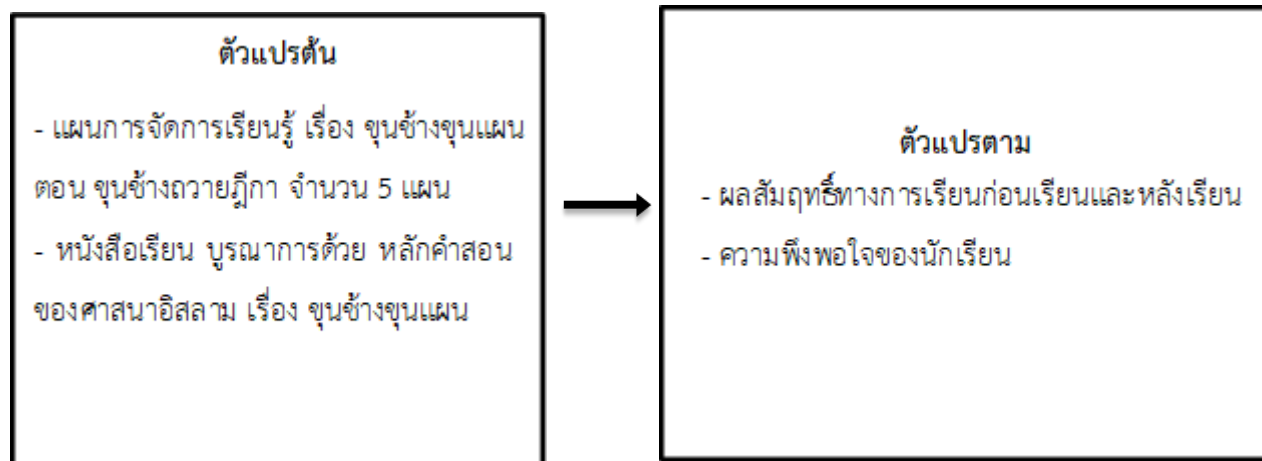 ตัวแปรต้น
- แผนการจัดการเรียนรู้ เรื่อง ขุนช้างขุนแผน
ตอน ขุนช้างถวายฎีกา จำนวน 5 แผน
- หนังสือเรียน บูรณาการด้วย หลักคำสอน
ของศาสนาอิสลาม เรื่อง ขุนช้างขุนแผน
ตัวแปรตาม
- ผลสัมฤทธิ์ทางการเรียนก่อนเรียนและหลังเรียน
- ความพึงพอใจของนักเรียน